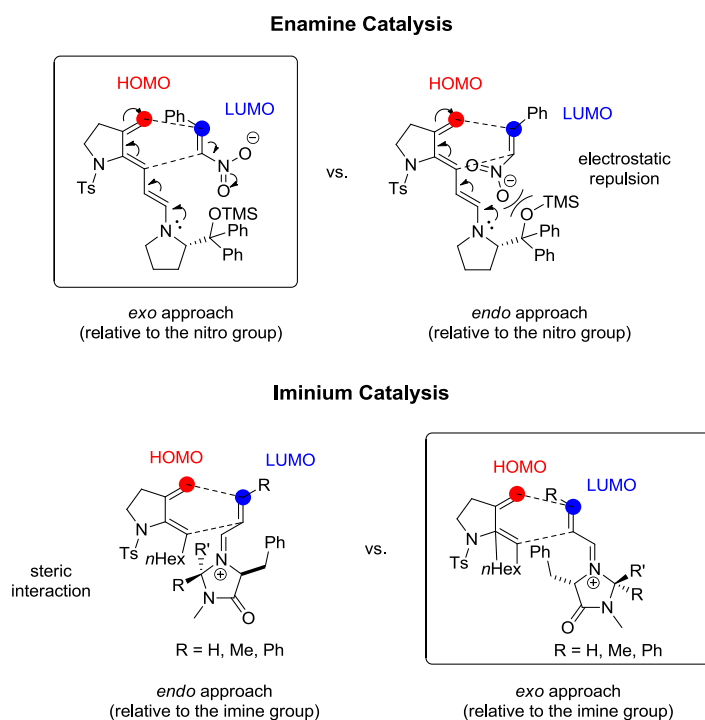 Enamine Catalysis
HOMO
Ph
LUMO
O
⊖
N
O
N
Ts
OTMS
N
Ph
Ph
exo approach
(relative to the nitro group)
vs.
HOMO
Ph
LUMO
O
N
⊖
O
electrostatic
repulsion
N
Ts
O
TMS
N
Ph
Ph
endo approach
(relative to the nitro group)
Iminium Catalysis
HOMO
R
LUMO
N
Ts
nHex
Ph
R'
N
⊕
R
N
O
steric
interaction
R = H, Me, Ph
endo approach
(relative to the imine group)
vs.
HOMO
R
LUMO
N
Ts
nHex
Ph
N
⊕
R'
R
N
O
R = H, Me, Ph
exo approach
(relative to the imine group)